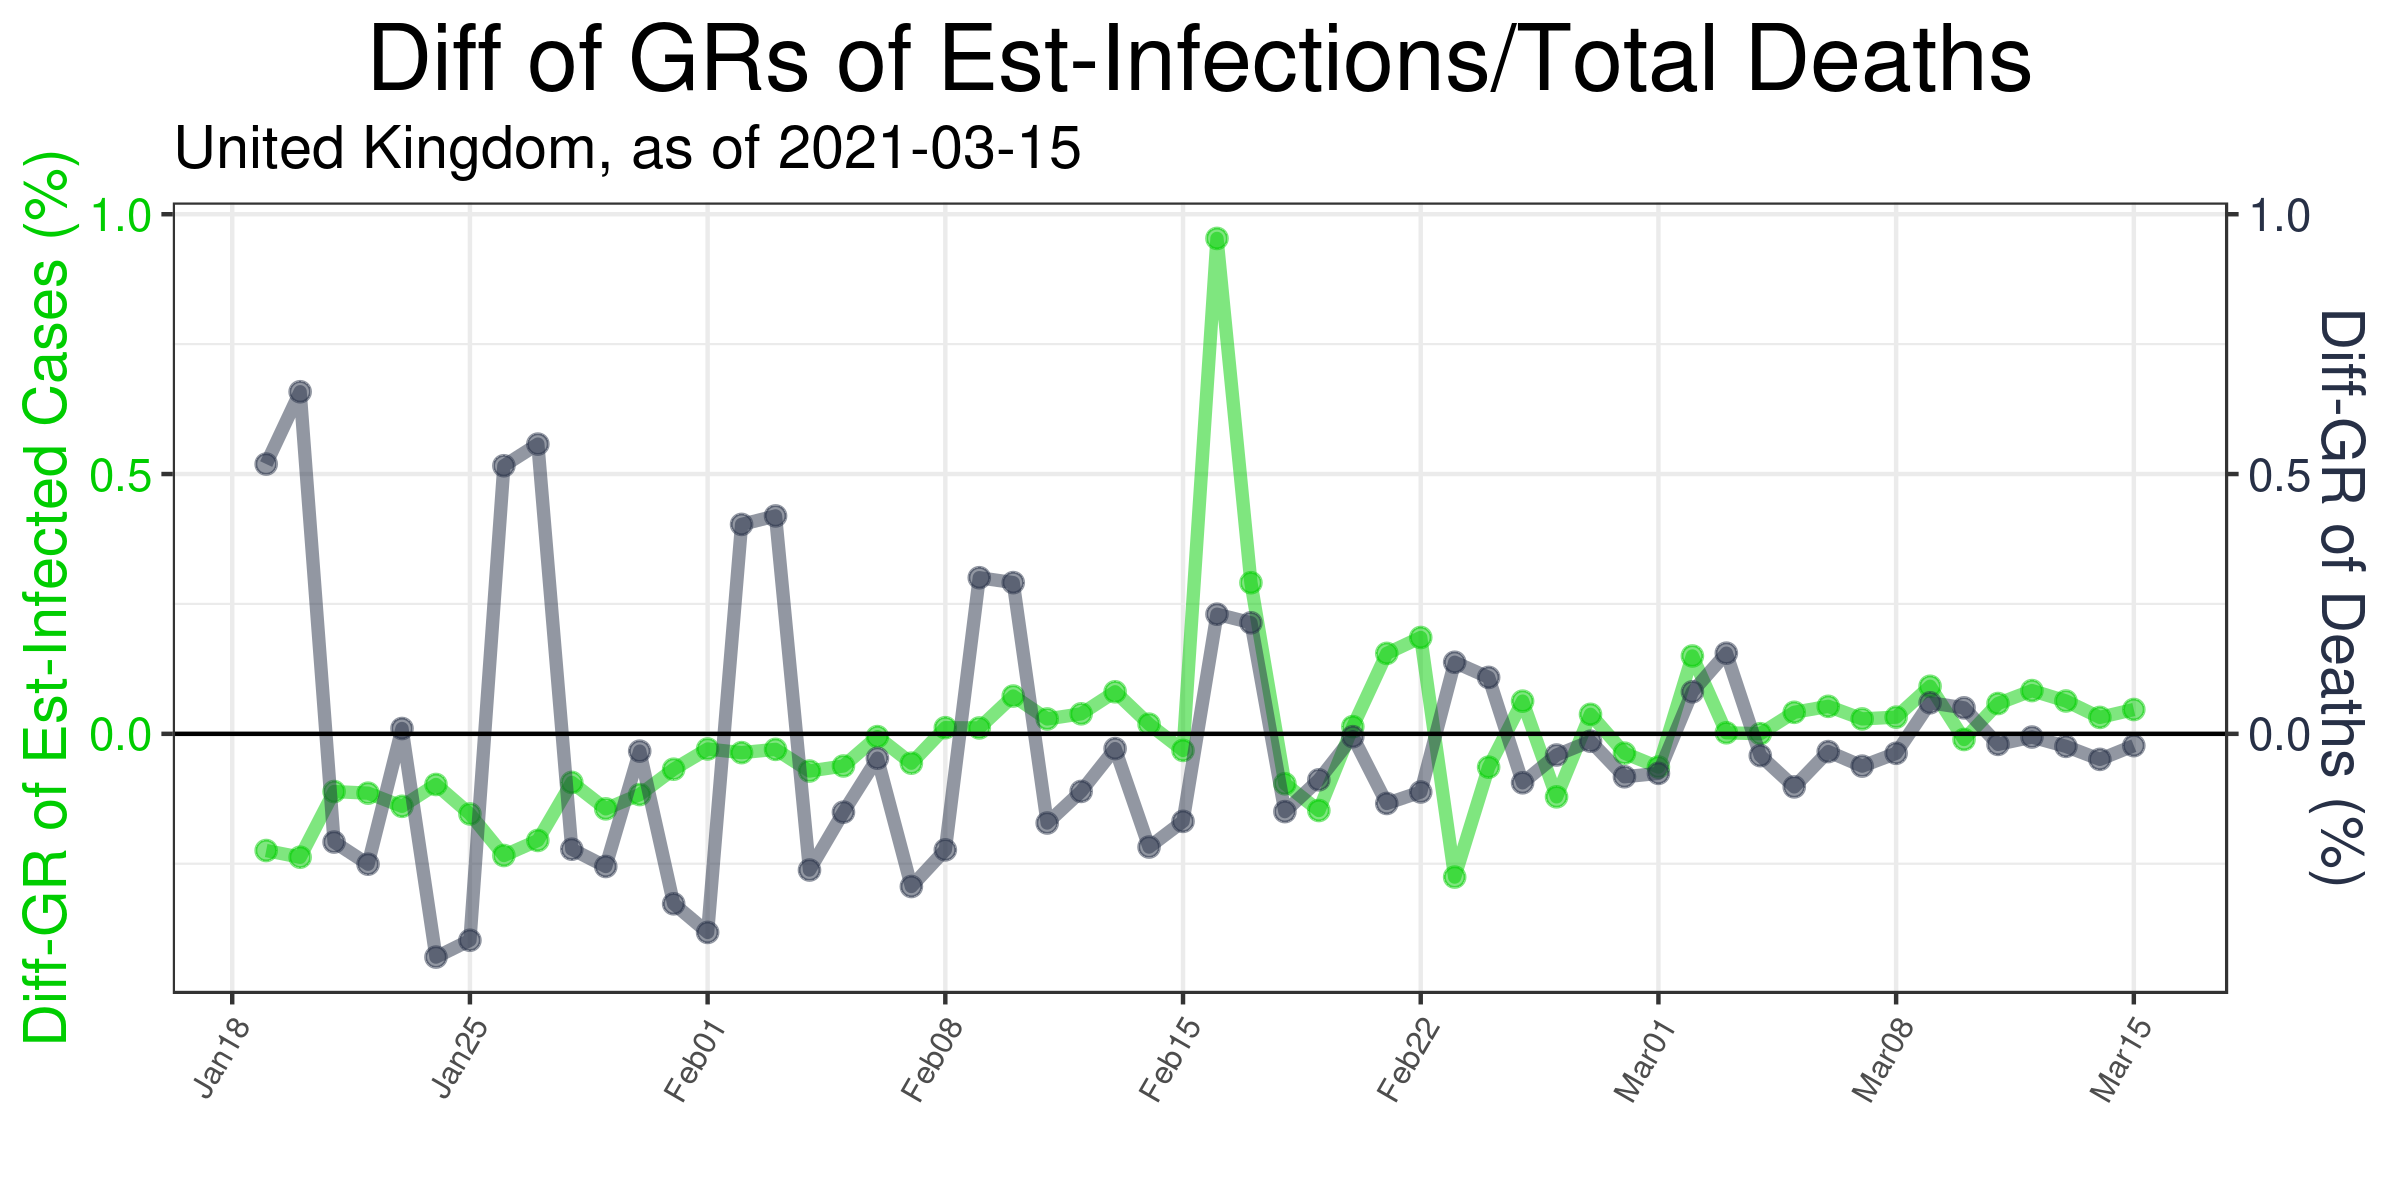 Diff of GRs of Est-Infections/Total Deaths
United Kingdom, as of 2021-03-15
Diff-GR of Est-Infected Cases (%)
1.0
0.5
0.0
1.0
0.5
0.0
Diff-GR of Deaths (%)
Jan18
Jan25
Feb01
Feb08
Feb15
Feb22
Mar01
Mar08
Mar15